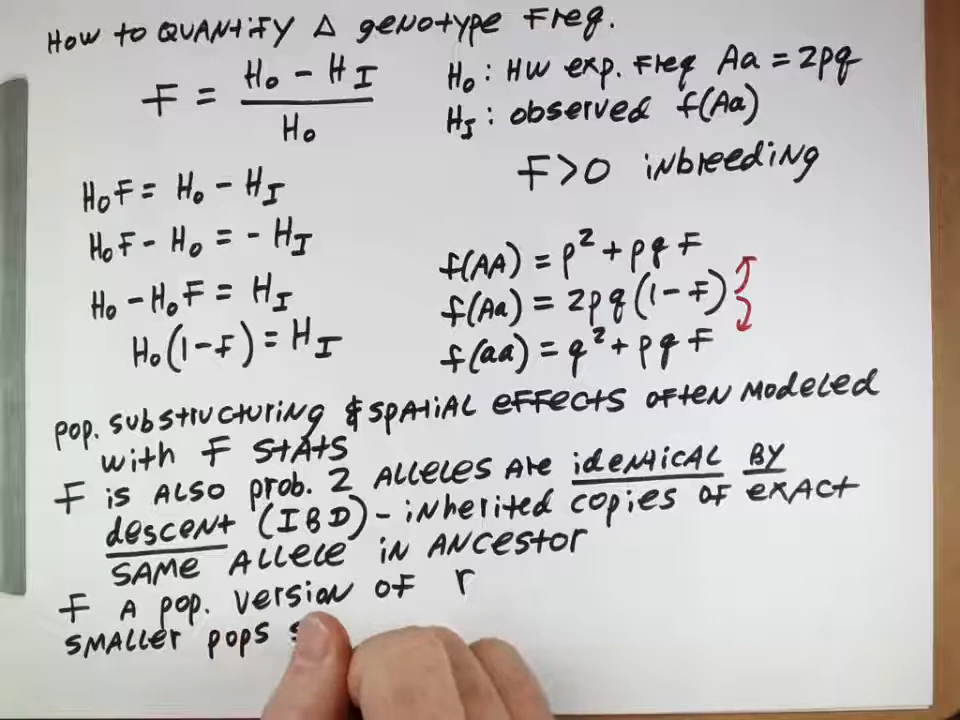 HOW TO QUANTIFY Δ GENOTYPE FREQ.
F = (H₀ - H_I) / H₀
H₀: HW exp. FREQ Aa = 2pq
H_I: observed f(Aa)
F>0 inbreeding
H₀F = H₀ - H_I
H₀F - H₀ = - H_I
H₀ - H₀F = H_I
H₀(1-F) = H_I
f(AA) = p² + pqF
f(Aa) = 2pq(1-F)
f(aa) = q² + pqF
POP. SUBSTRUCTURING & SPATIAL EFFECTS OFTEN MODELED
WITH F STATS
F IS ALSO prob. 2 ALLELES ARE IDENTICAL BY
DESCENT (IBD) - INHERITED COPIES OF EXACT
SAME ALLELE IN ANCESTOR
F A POP. VERSION OF r
SMALLER POPS